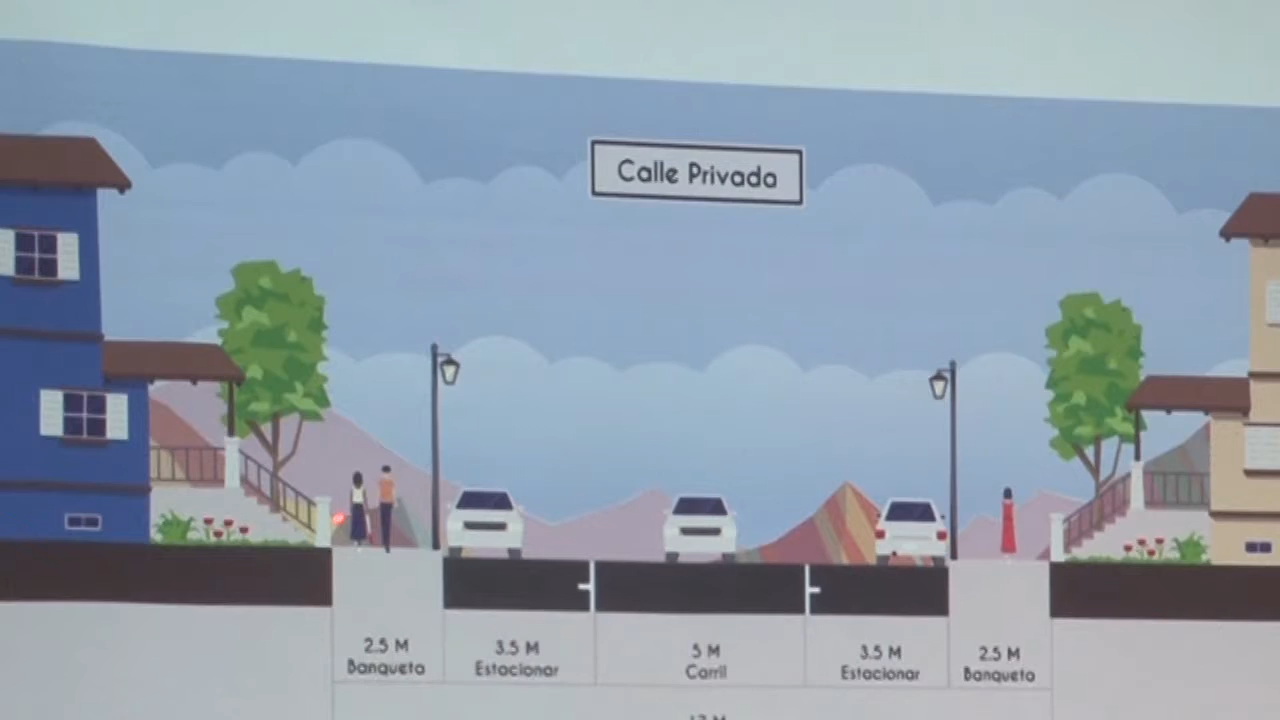 Calle Privada
2.5 M
Banqueta
3.5 M
Estacionar
5 M
Carril
3.5 M
Estacionar
2.5 M
Banqueta